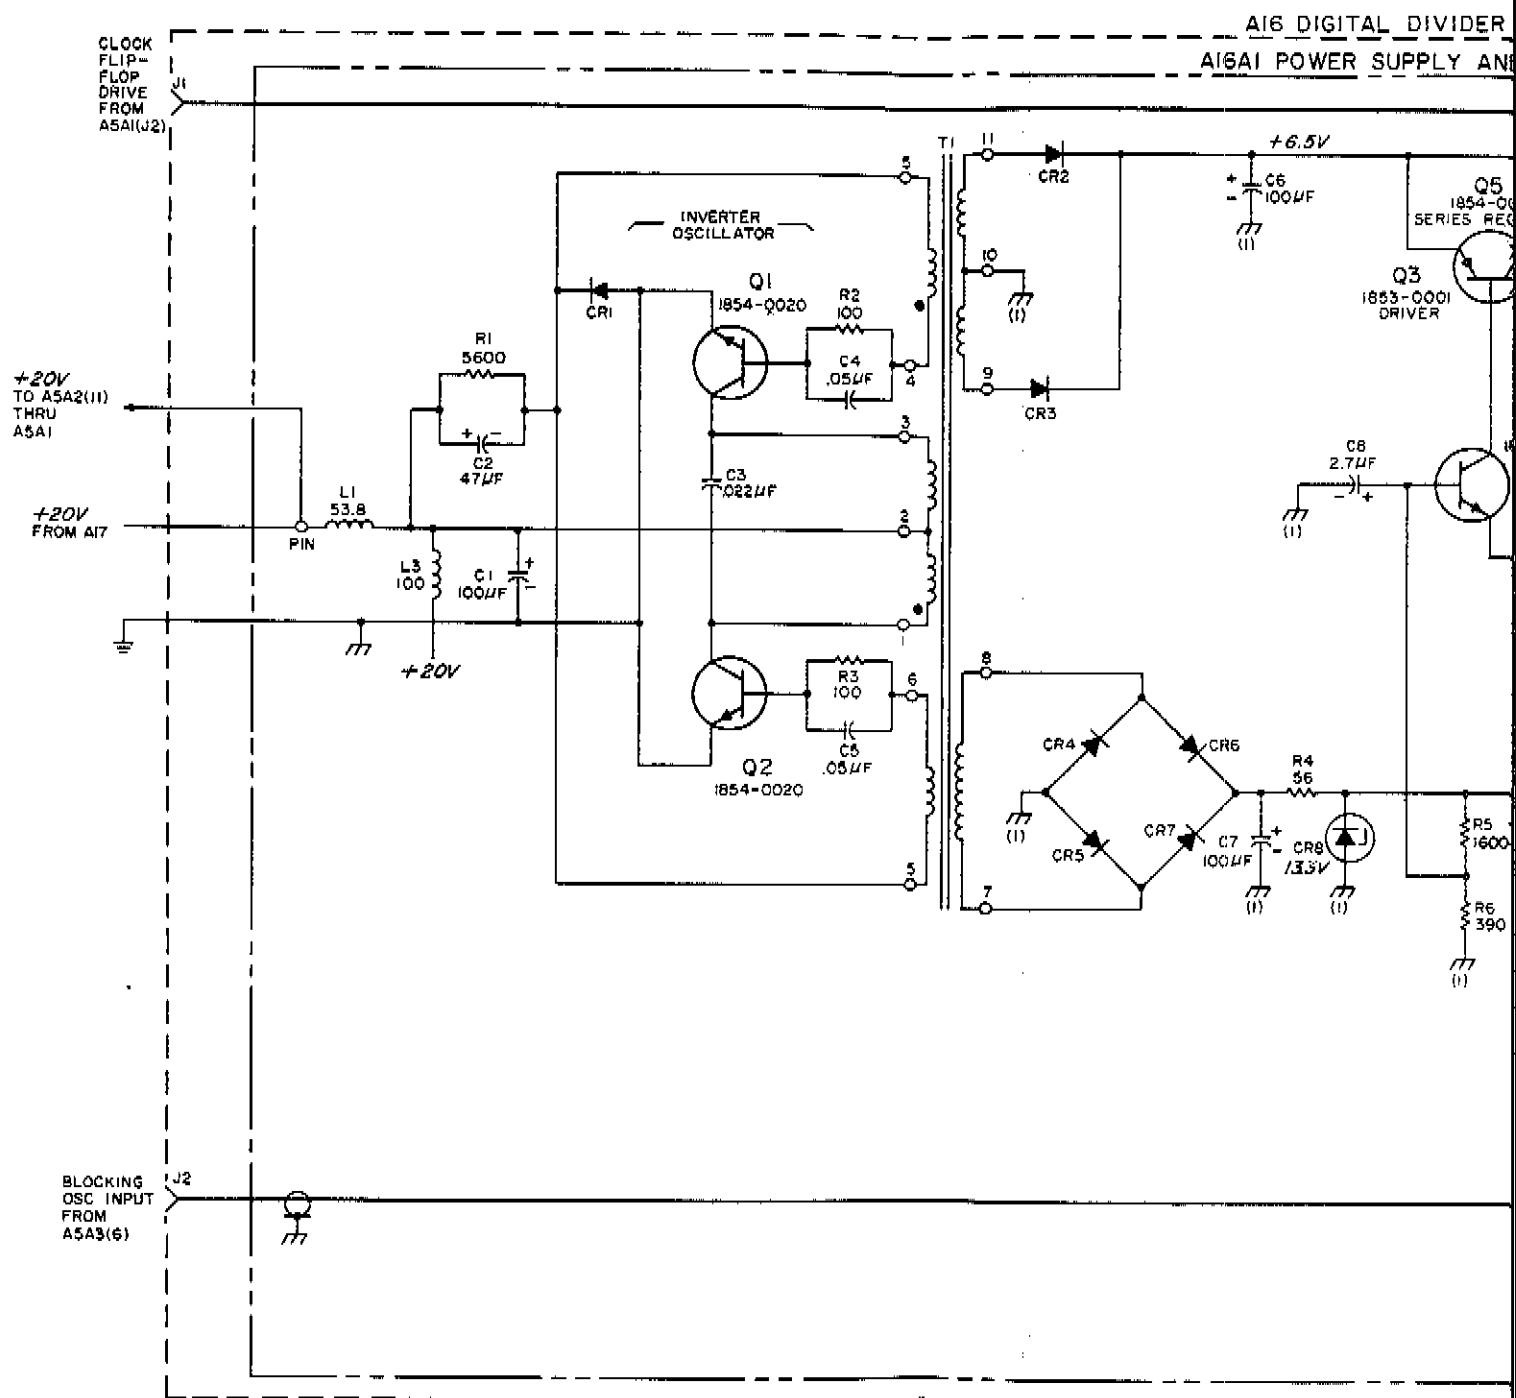 A16 DIGITAL DIVIDER
A16A1 POWER SUPPLY AN
CLOCK
FLIP-
FLOP
DRIVE
FROM
A5A1(J2)
J1
T1
11
CR2
+6.5V
+
-
C6
100µF
(1)
Q5
SERIES REG
INVERTER
OSCILLATOR
10
(1)
Q3
1853-0001
DRIVER
CR1
Q1
1854-0020
R2
100
C4
.05µF
4
9
CR3
R1
5600
+ -
C2
47µF
+20V
TO A5A2(11)
THRU
A5A1
3
C3
.022µF
C8
2.7µF
- +
(1)
L1
53.8
+20V
FROM A17
PIN
2
L3
100
C1
100µF
+
-
+20V
1
8
R3
100
6
C5
.05µF
Q2
1854-0020
CR4
CR6
R4
56
(1)
CR5
CR7
C7
100µF
+
-
(1)
CR8
13.3V
(1)
R5
1600
R6
390
(1)
5
7
BLOCKING
OSC INPUT
FROM
A5A3(6)
J2